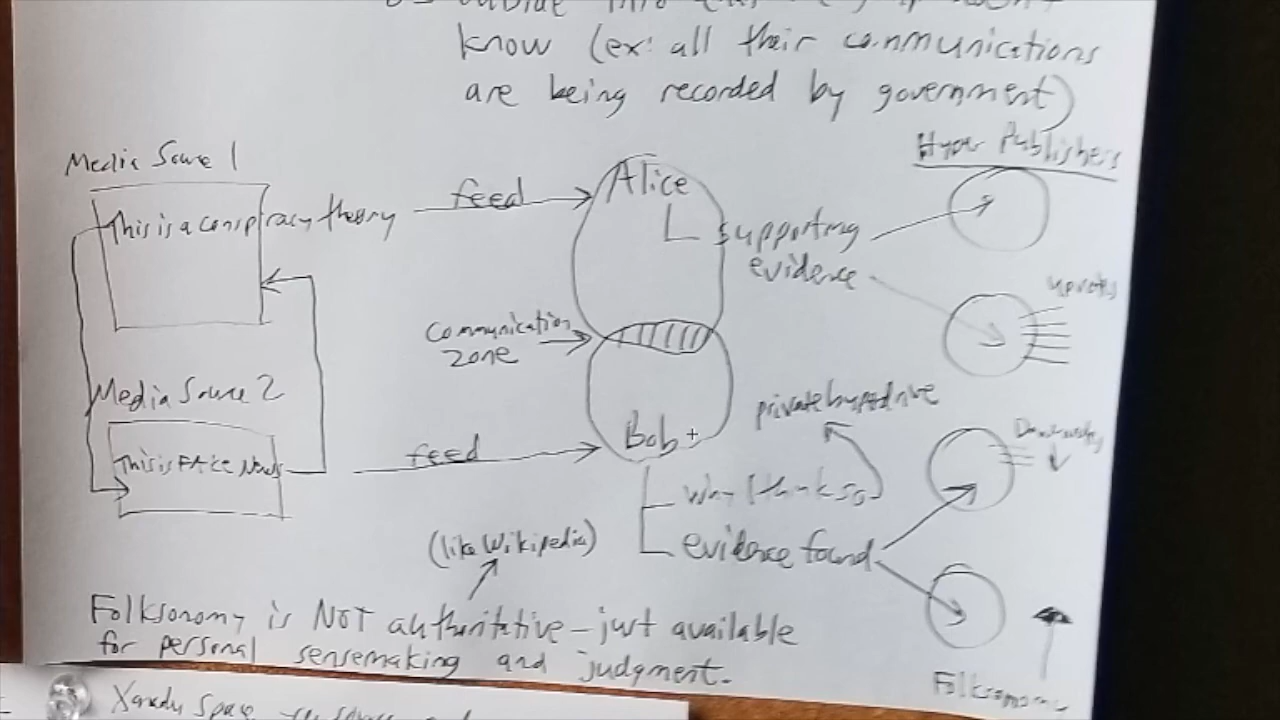 know (ex: all their communications
are being recorded by government)
Media Source 1
Hyper Publishers
This is a conspiracy theory
feed
Alice
supporting
evidence
upvotes
Communication
zone
Media Source 2
private hyperdrive
Bob +
This is FAKE News
feed
Why I think so
(like Wikipedia)
evidence found
Folksonomy is NOT authoritative - just available
for personal sensemaking and judgment.
Folksonomy
Xanadu Space